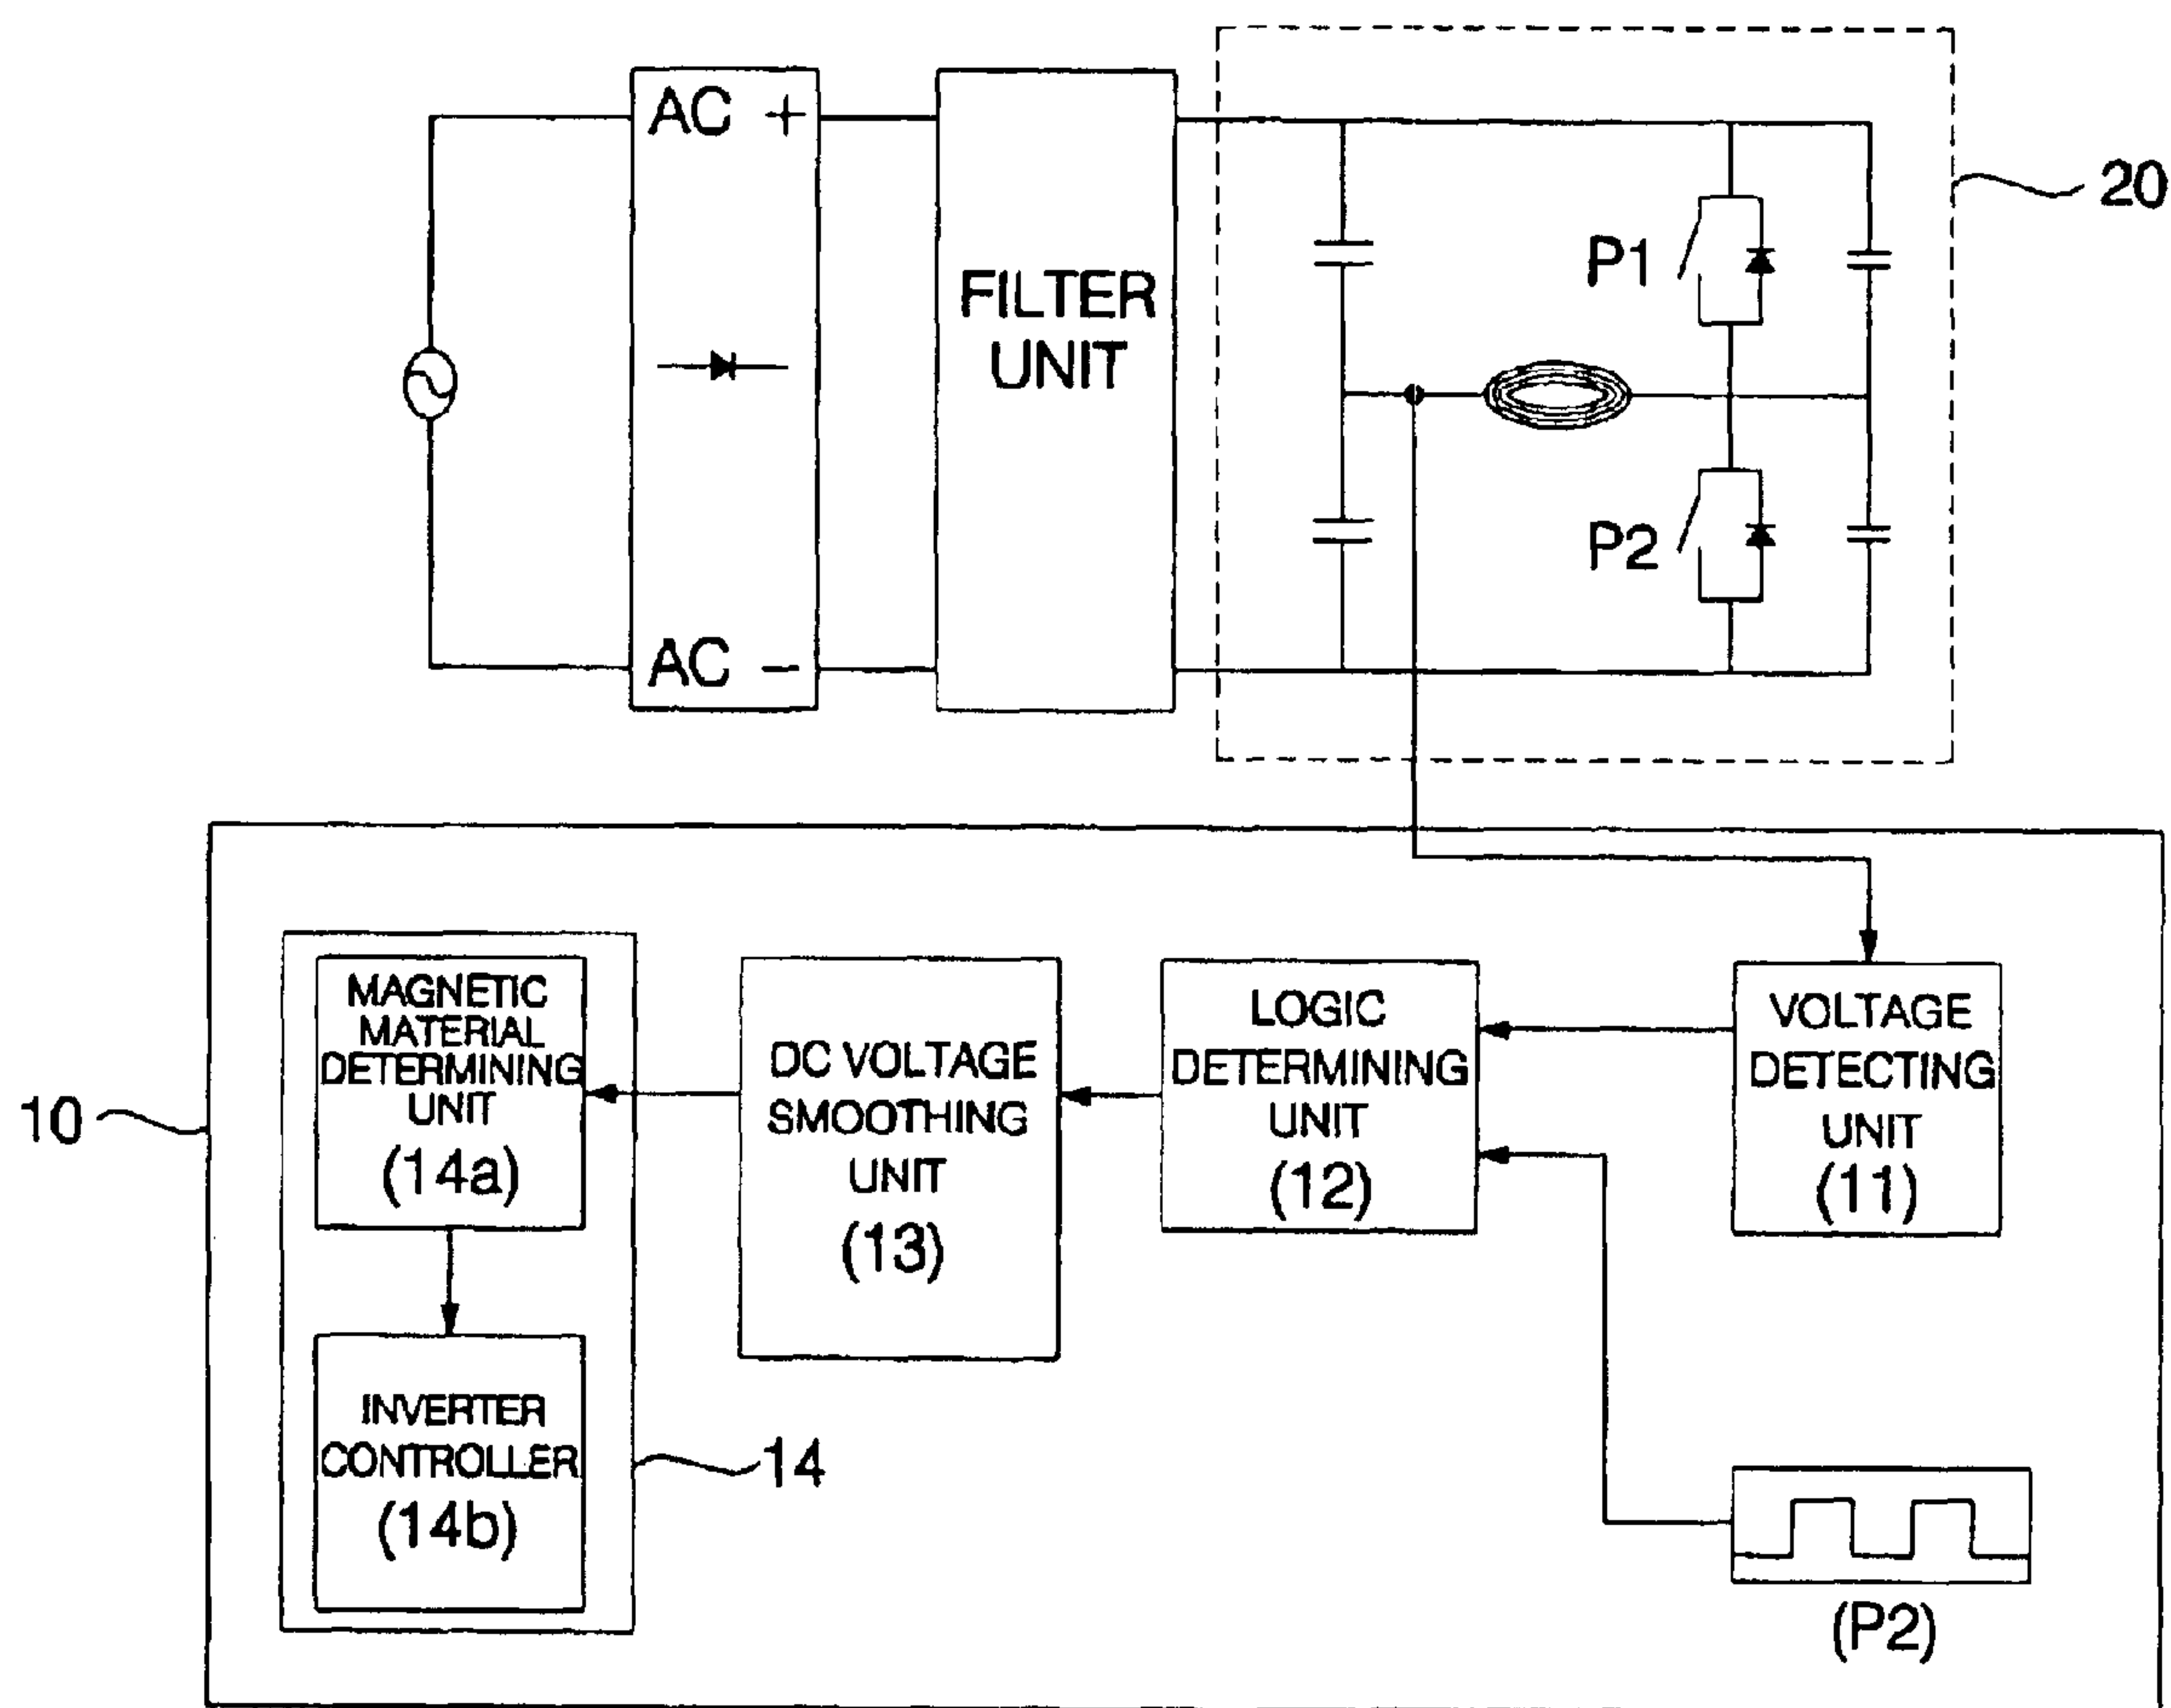 AC +
AC −
FILTER
UNIT
P1
P2
20
10
MAGNETIC
MATERIAL
DETERMINING
UNIT
(14a)
INVERTER
CONTROLLER
(14b)
14
DC VOLTAGE
SMOOTHING
UNIT
(13)
LOGIC
DETERMINING
UNIT
(12)
VOLTAGE
DETECTING
UNIT
(11)
(P2)